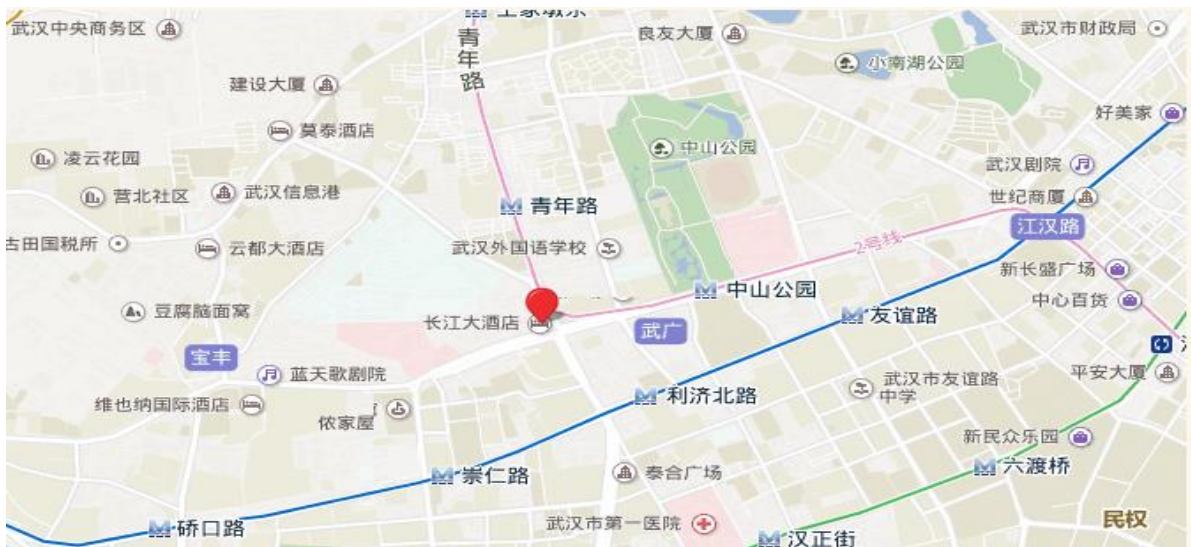 武汉中央商务区
青年路
良友大厦
武汉市财政局
小南湖公园
建设大厦
好美家
莫泰酒店
中山公园
凌云花园
武汉剧院
营北社区
武汉信息港
世纪商厦
青年路
江汉路
古田国税所
云都大酒店
武汉外国语学校
2号线
新长盛广场
中山公园
中心百货
豆腐脑面窝
长江大酒店
武广
友谊路
宝丰
蓝天歌剧院
武汉市友谊路
中学
平安大厦
维也纳国际酒店
侬家屋
利济北路
新民众乐园
崇仁路
泰合广场
六渡桥
硚口路
武汉市第一医院
汉正街
民权